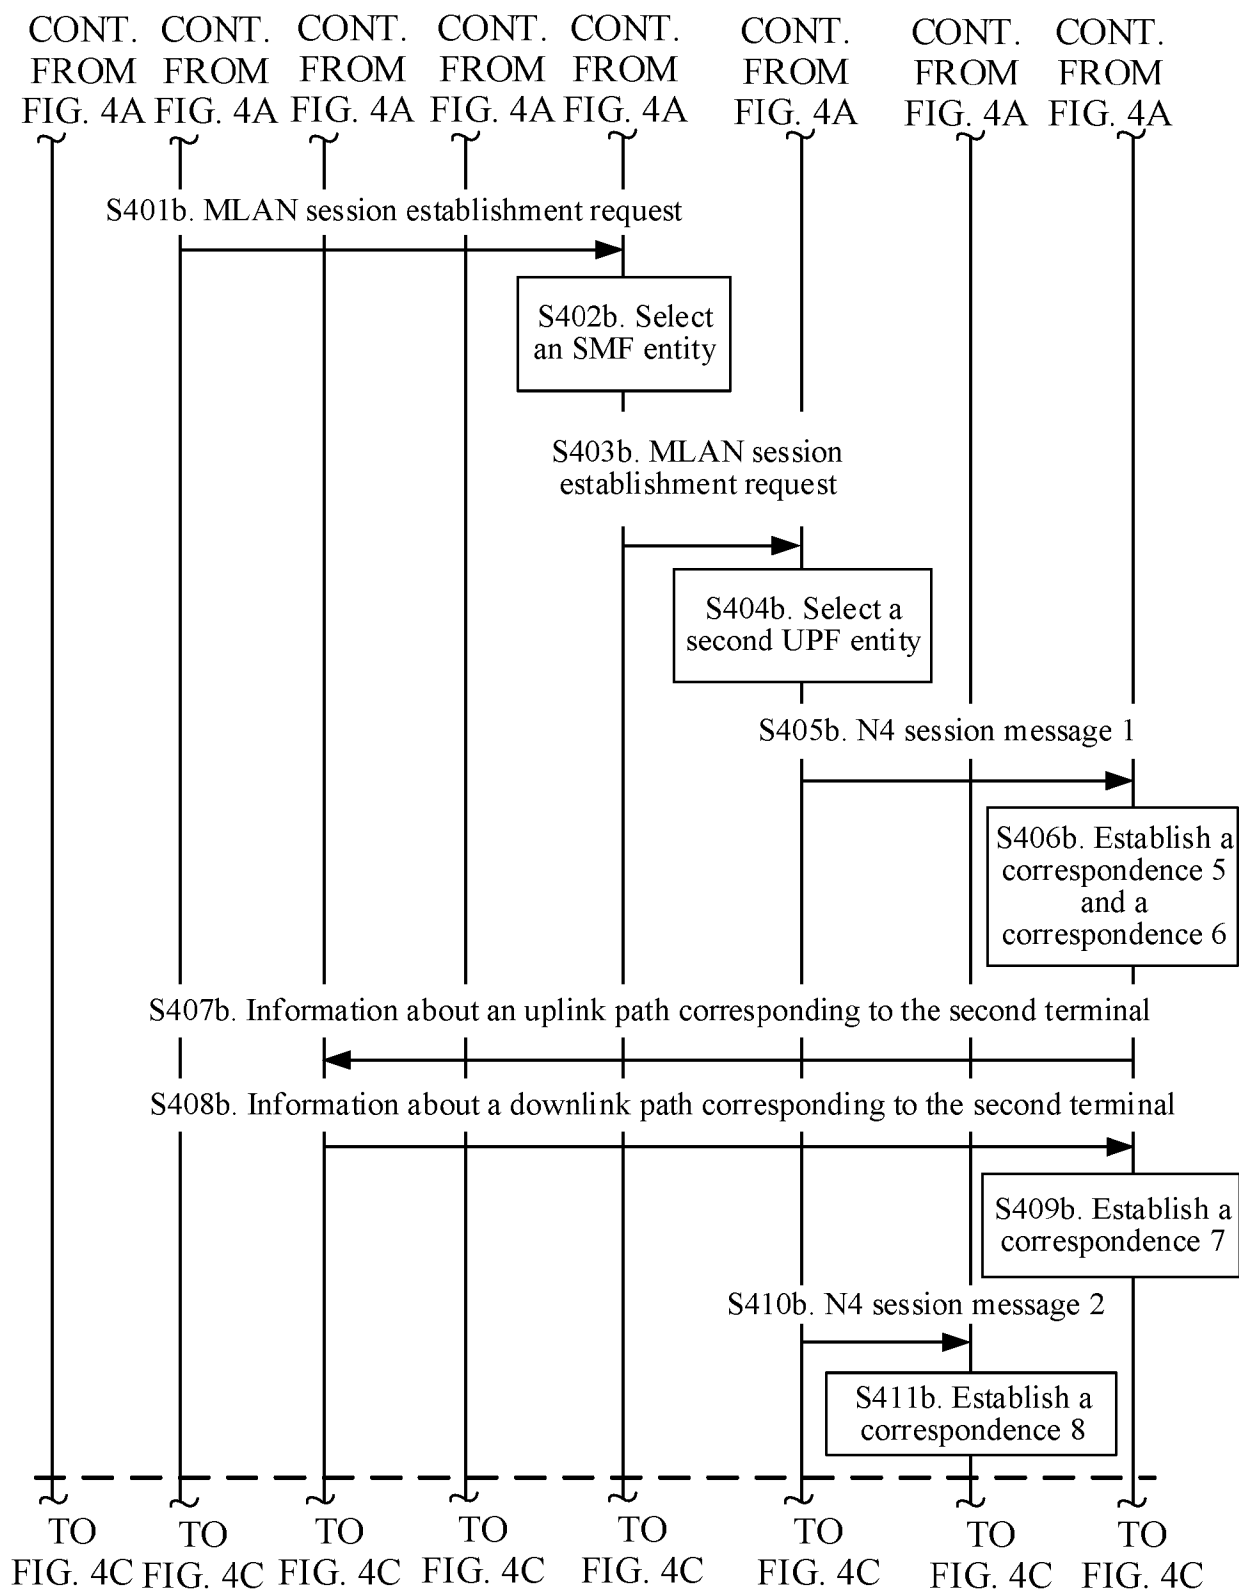 CONT. CONT. CONT. CONT. CONT. CONT. CONT. CONT.
FROM FROM FROM FROM FROM FROM FROM FROM
FIG. 4A FIG. 4A FIG. 4A FIG. 4A FIG. 4A FIG. 4A FIG. 4A FIG. 4A
S401b. MLAN session establishment request
S402b. Select
an SMF entity
S403b. MLAN session
establishment request
S404b. Select a
second UPF entity
S405b. N4 session message 1
S406b. Establish a
correspondence 5
and a
correspondence 6
S407b. Information about an uplink path corresponding to the second terminal
S408b. Information about a downlink path corresponding to the second terminal
S409b. Establish a
correspondence 7
S410b. N4 session message 2
S411b. Establish a
correspondence 8
TO TO TO TO TO TO TO TO
FIG. 4C FIG. 4C FIG. 4C FIG. 4C FIG. 4C FIG. 4C FIG. 4C FIG. 4C